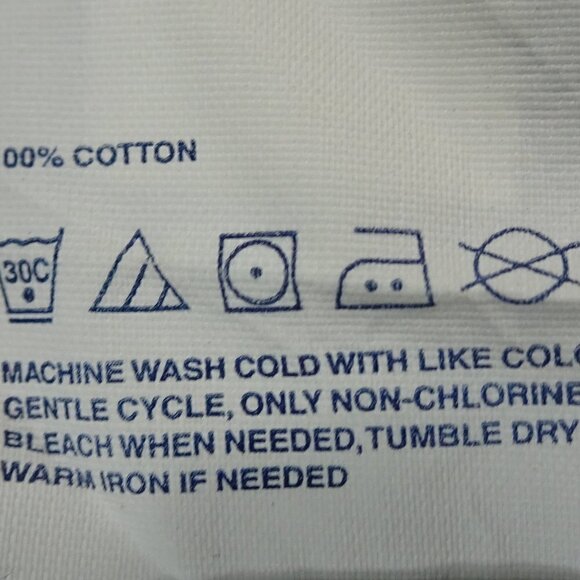 00% COTTON
30C
MACHINE WASH COLD WITH LIKE COLO
GENTLE CYCLE, ONLY NON-CHLORINE
BLEACH WHEN NEEDED, TUMBLE DRY
WARM IRON IF NEEDED